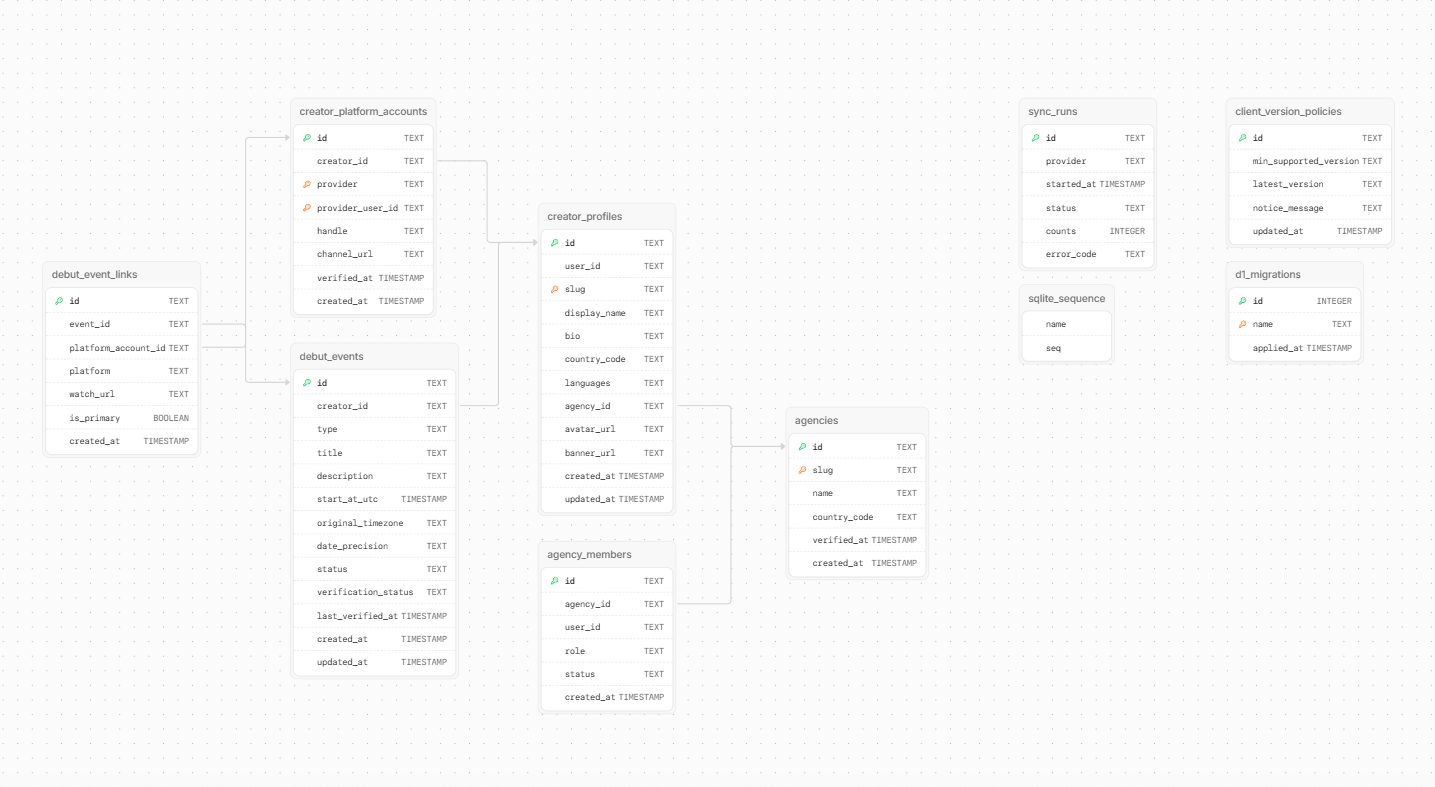 creator_platform_accounts
id TEXT
creator_id TEXT
provider TEXT
provider_user_id TEXT
handle TEXT
channel_url TEXT
verified_at TIMESTAMP
created_at TIMESTAMP
sync_runs
id TEXT
provider TEXT
started_at TIMESTAMP
status TEXT
counts INTEGER
error_code TEXT
client_version_policies
id TEXT
min_supported_version TEXT
latest_version TEXT
notice_message TEXT
updated_at TIMESTAMP
creator_profiles
id TEXT
user_id TEXT
slug TEXT
display_name TEXT
bio TEXT
country_code TEXT
languages TEXT
agency_id TEXT
avatar_url TEXT
banner_url TEXT
created_at TIMESTAMP
updated_at TIMESTAMP
debut_event_links
id TEXT
event_id TEXT
platform_account_id TEXT
platform TEXT
watch_url TEXT
is_primary BOOLEAN
created_at TIMESTAMP
d1_migrations
id INTEGER
name TEXT
applied_at TIMESTAMP
sqlite_sequence
name
seq
debut_events
id TEXT
creator_id TEXT
type TEXT
title TEXT
description TEXT
start_at_utc TIMESTAMP
original_timezone TEXT
date_precision TEXT
status TEXT
verification_status TEXT
last_verified_at TIMESTAMP
created_at TIMESTAMP
updated_at TIMESTAMP
agencies
id TEXT
slug TEXT
name TEXT
country_code TEXT
verified_at TIMESTAMP
created_at TIMESTAMP
agency_members
id TEXT
agency_id TEXT
user_id TEXT
role TEXT
status TEXT
created_at TIMESTAMP